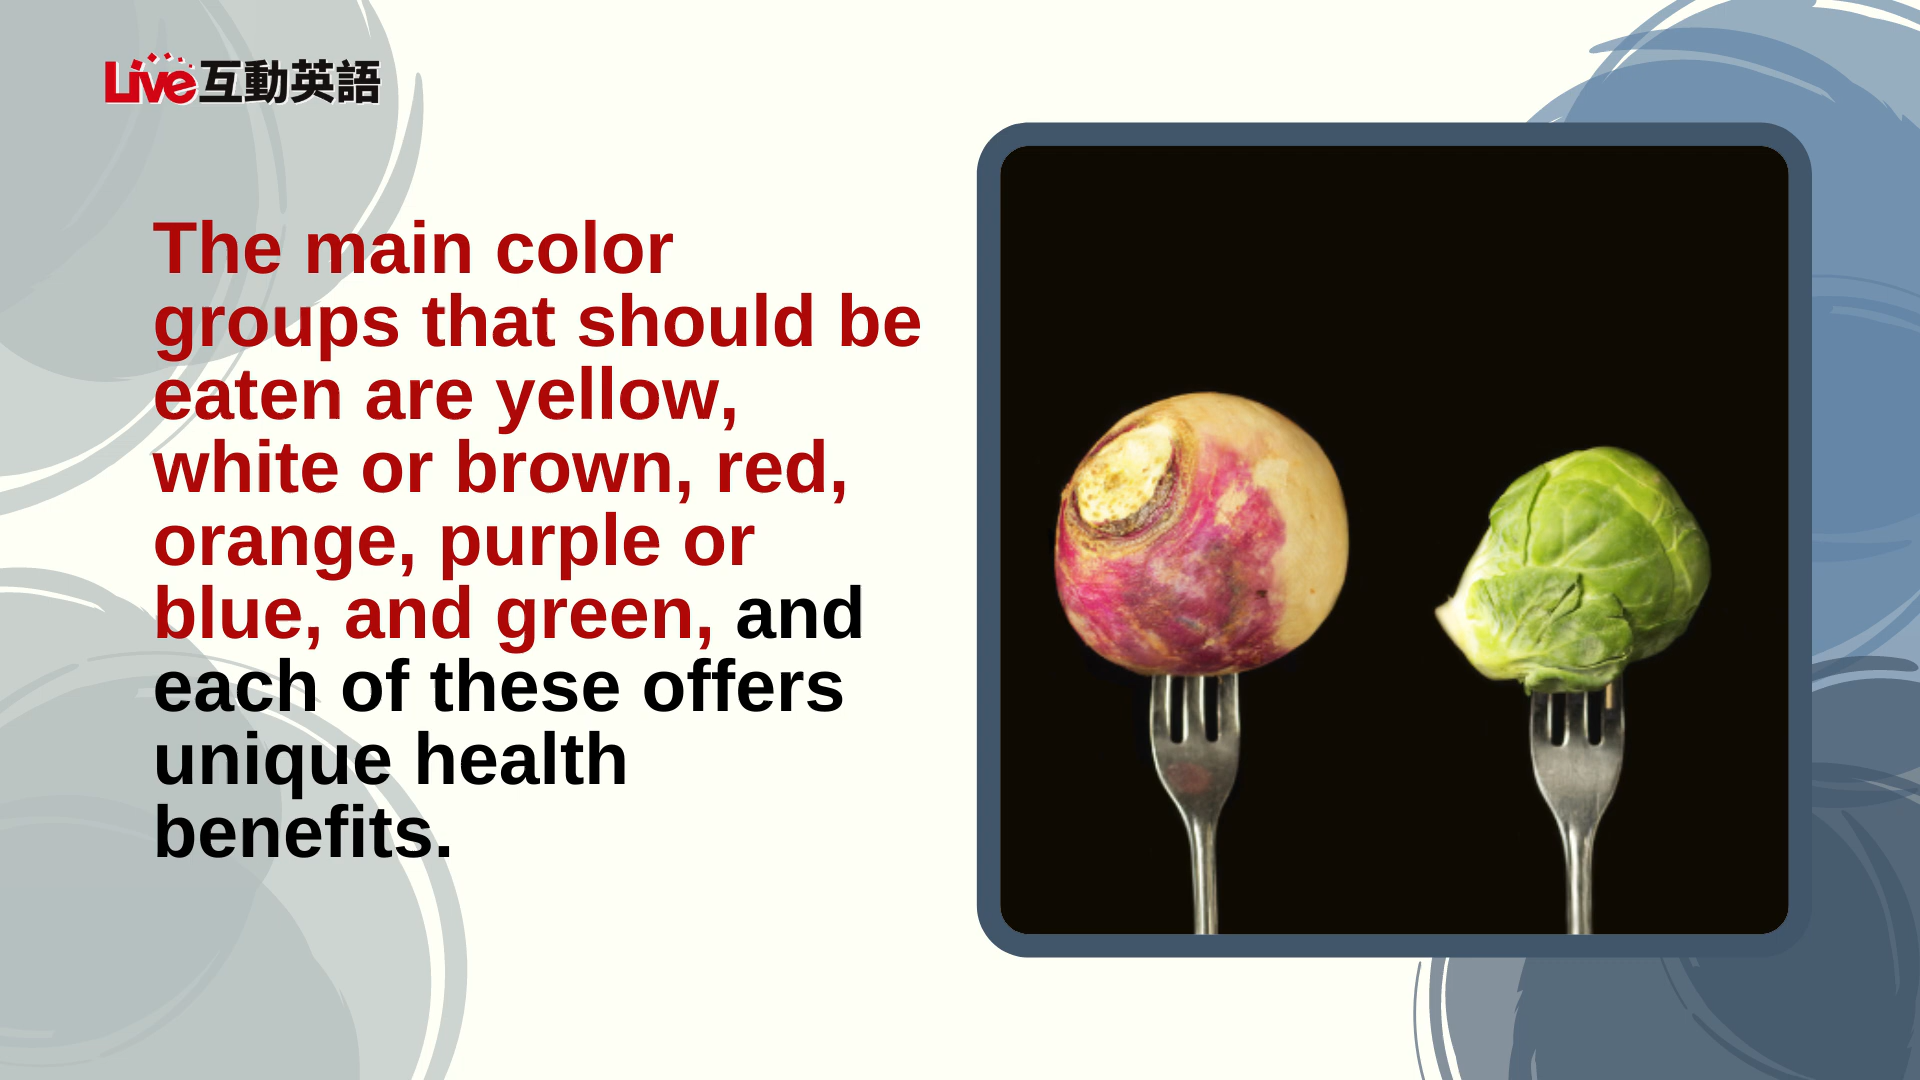 Live互動英語
The main color
groups that should be
eaten are yellow,
white or brown, red,
orange, purple or
blue, and green, and
each of these offers
unique health
benefits.